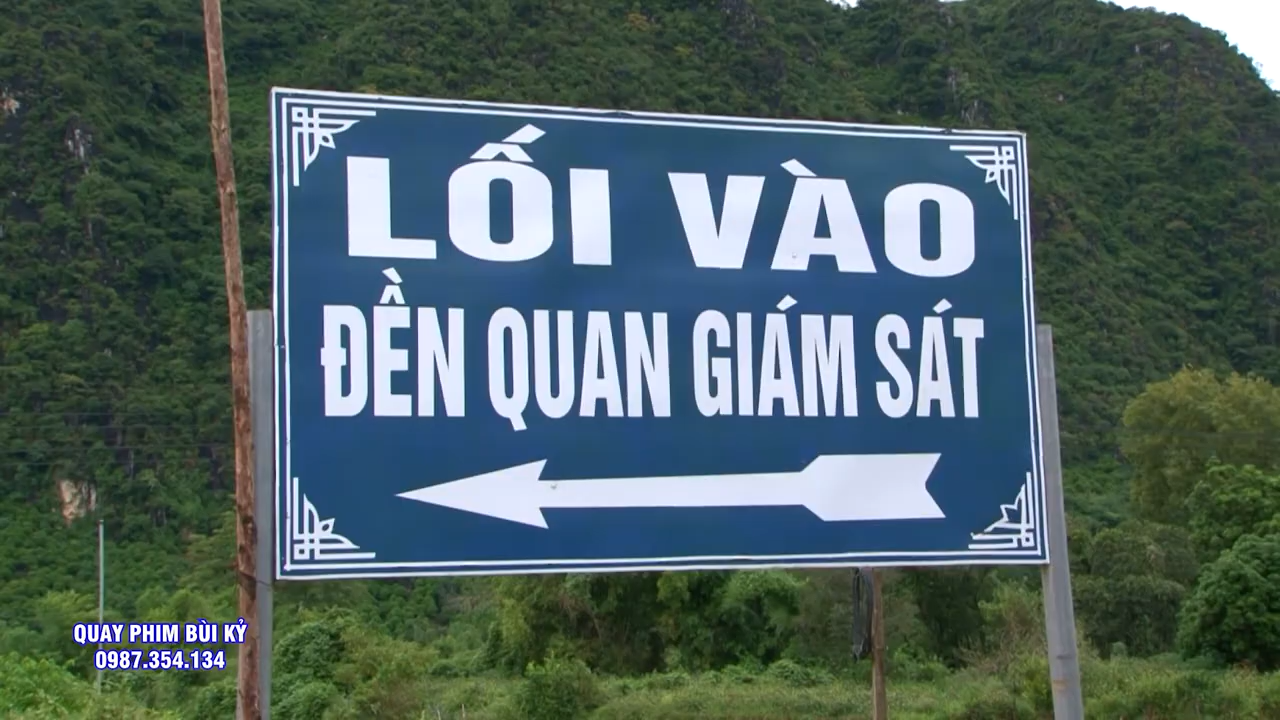 LỐI VÀO
ĐỀN QUAN GIÁM SÁT
QUAY PHIM BÙI KỶ
0987.354.134